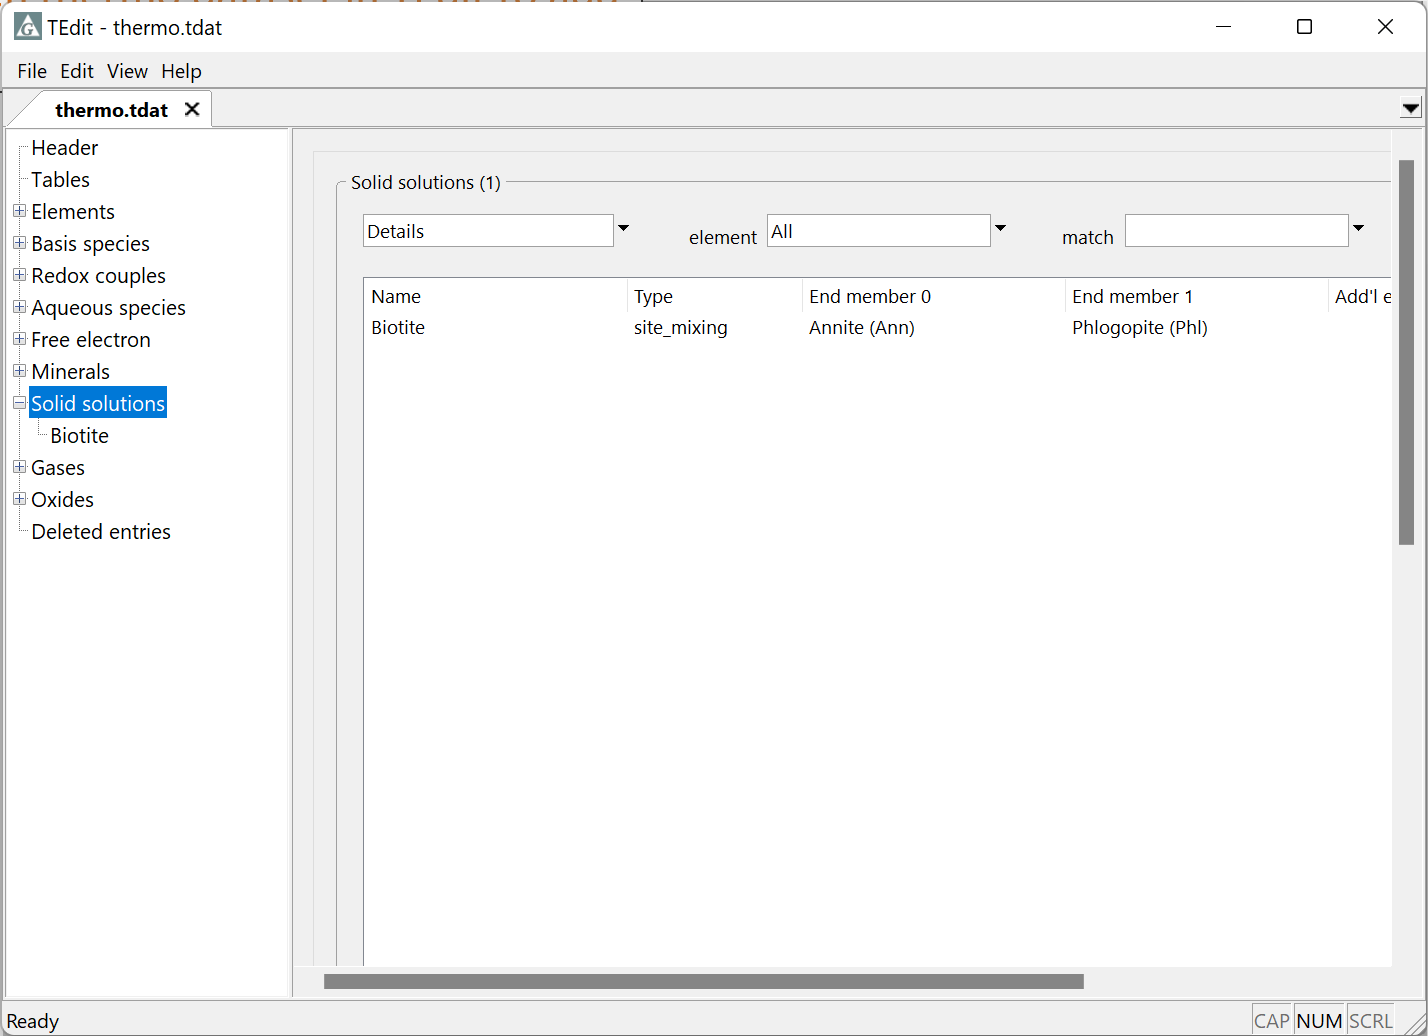 TEdit - thermo.tdat
File Edit View Help
thermo.tdat
Header
Tables
Elements
Basis species
Redox couples
Aqueous species
Free electron
Minerals
Solid solutions
Biotite
Gases
Oxides
Deleted entries
Solid solutions (1)
Details element All match
Name Type End member 0 End member 1 Add'l e
Biotite site_mixing Annite (Ann) Phlogopite (Phl)
Ready CAP NUM SCRL